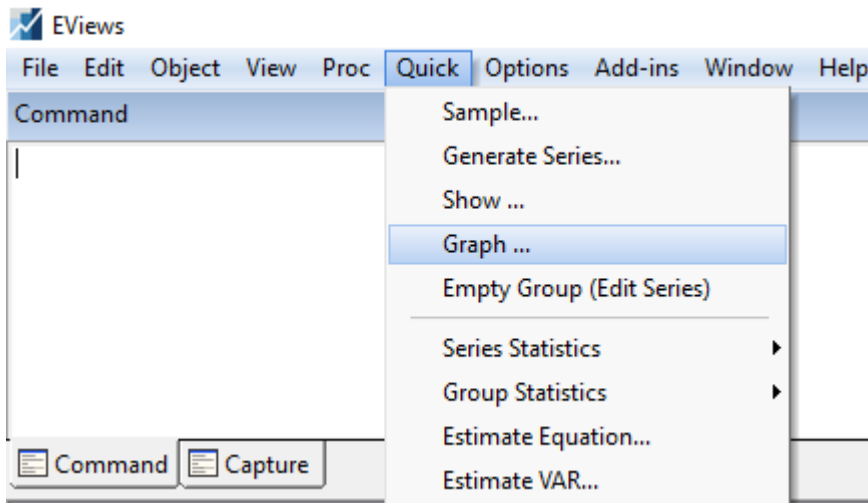 EViews
File Edit Object View Proc Quick Options Add-ins Window Help
Command
Sample...
Generate Series...
Show ...
Graph ...
Empty Group (Edit Series)
Series Statistics
Group Statistics
Estimate Equation...
Estimate VAR...
Command Capture